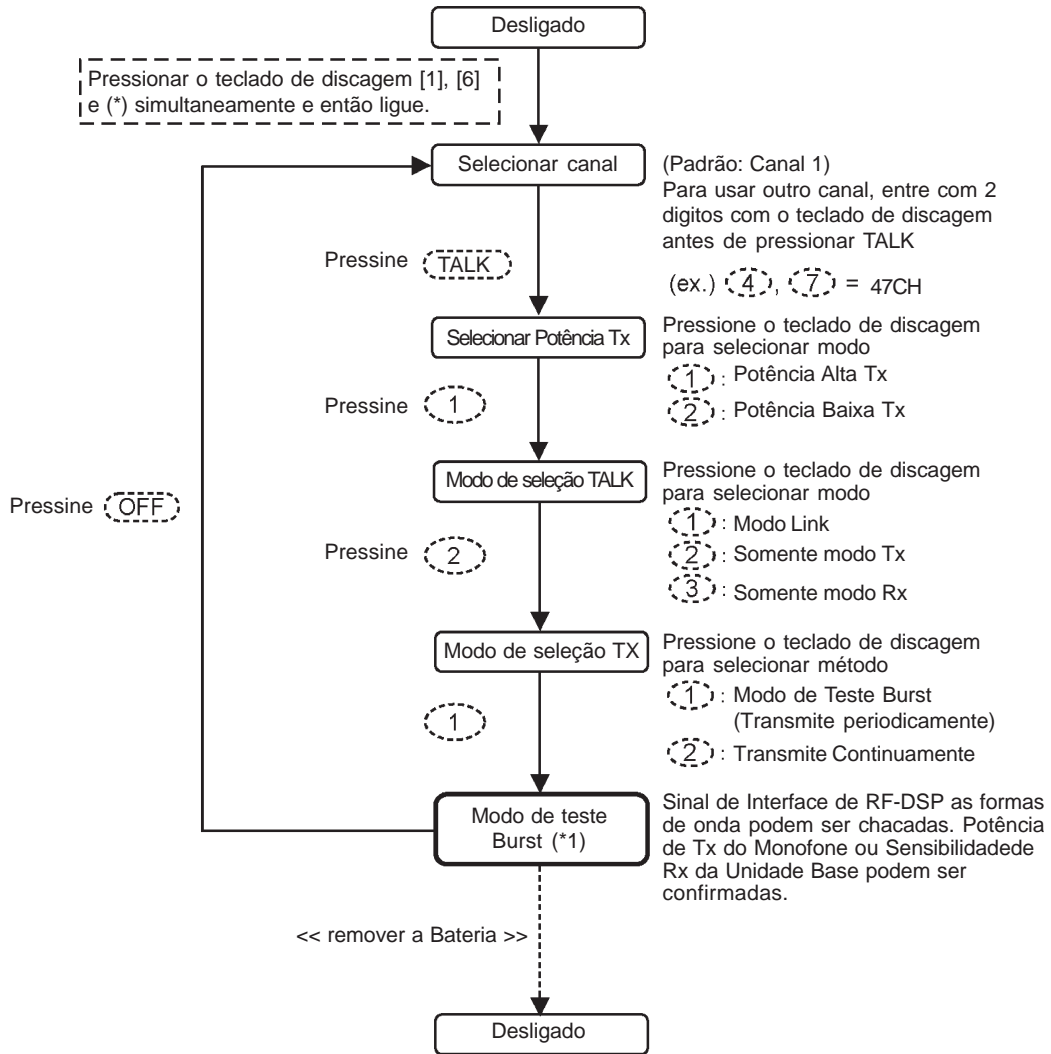 Desligado
Pressionar o teclado de discagem [1], [6]
e (*) simultaneamente e então ligue.
Selecionar canal
(Padrão: Canal 1)
Para usar outro canal, entre com 2
digitos com o teclado de discagem
antes de pressionar TALK
(ex.) 4, 7 = 47CH
Pressine TALK
Selecionar Potência Tx
Pressione o teclado de discagem
para selecionar modo
1 : Potência Alta Tx
2 : Potência Baixa Tx
Pressine 1
Modo de seleção TALK
Pressione o teclado de discagem
para selecionar modo
1 : Modo Link
2 : Somente modo Tx
3 : Somente modo Rx
Pressine OFF
Pressine 2
Modo de seleção TX
Pressione o teclado de discagem
para selecionar método
1 : Modo de Teste Burst
(Transmite periodicamente)
2 : Transmite Continuamente
1
Modo de teste
Burst (*1)
Sinal de Interface de RF-DSP as formas
de onda podem ser chacadas. Potência
de Tx do Monofone ou Sensibilidadede
Rx da Unidade Base podem ser
confirmadas.
<< remover a Bateria >>
Desligado